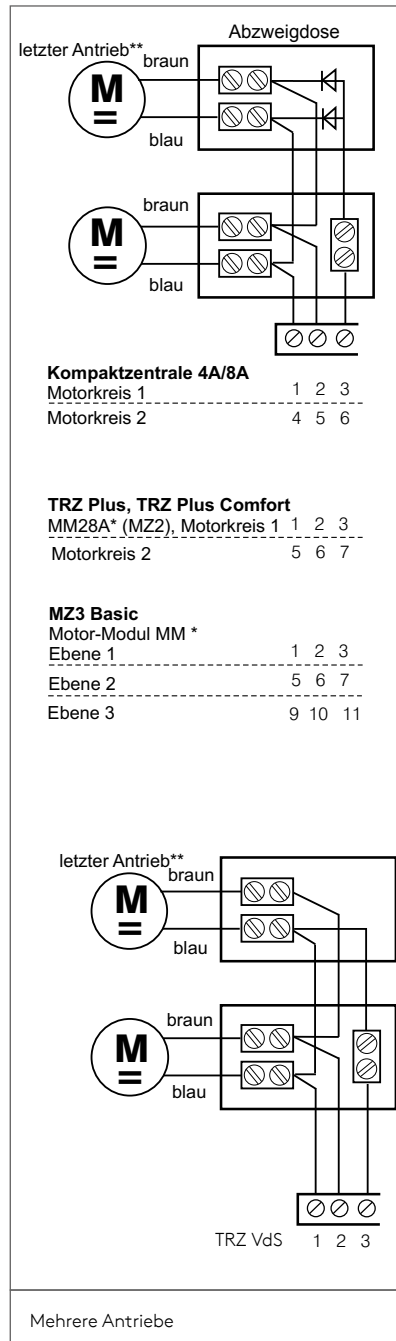 Abzweigdose
letzter Antrieb**
braun
M
=
blau
braun
M
=
blau
Kompaktzentrale 4A/8A
Motorkreis 1 1 2 3
Motorkreis 2 4 5 6
TRZ Plus, TRZ Plus Comfort
MM28A* (MZ2), Motorkreis 1 1 2 3
Motorkreis 2 5 6 7
MZ3 Basic
Motor-Modul MM *
Ebene 1 1 2 3
Ebene 2 5 6 7
Ebene 3 9 10 11
letzter Antrieb**
braun
M
=
blau
braun
M
=
blau
TRZ VdS 1 2 3
Mehrere Antriebe